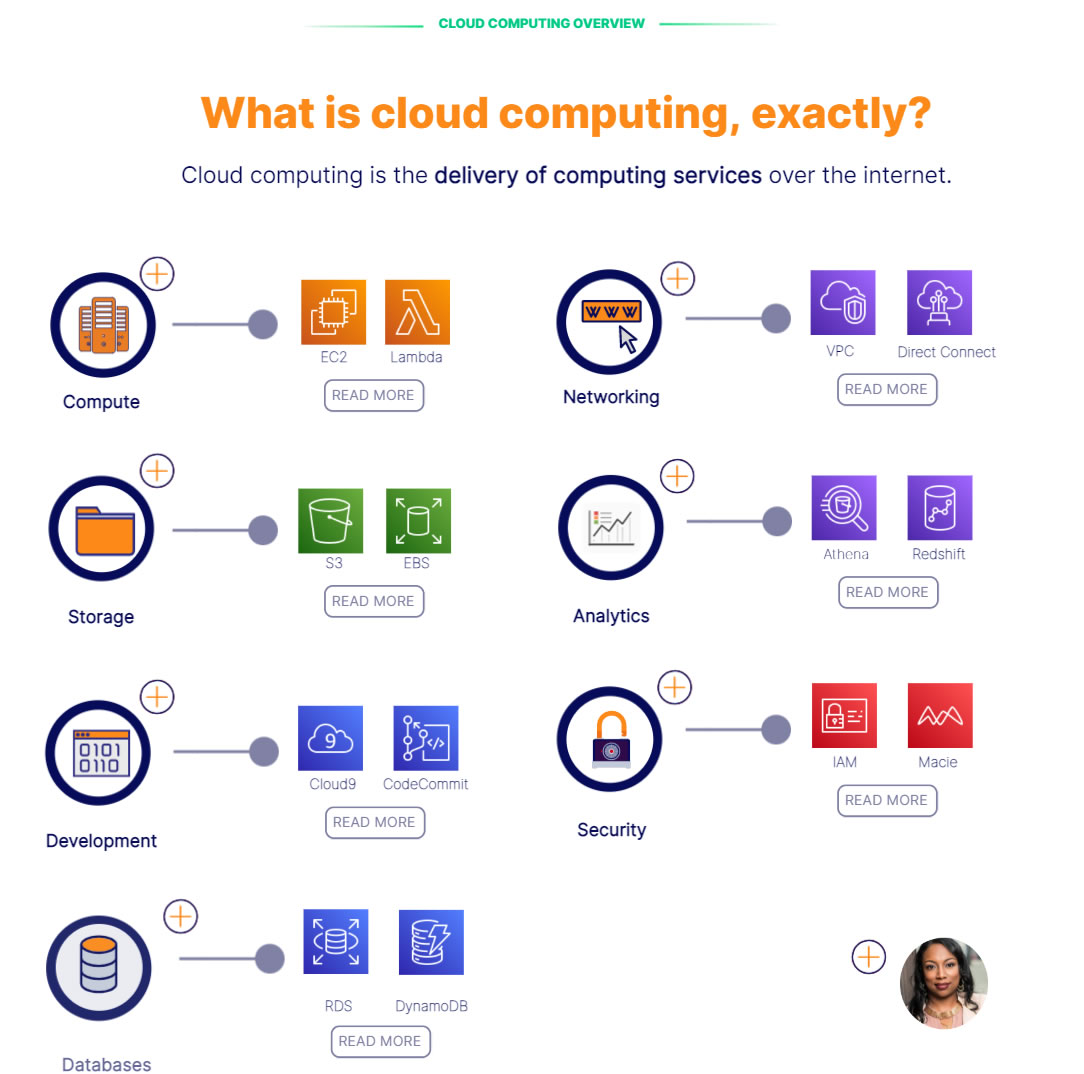 CLOUD COMPUTING OVERVIEW
What is cloud computing, exactly?
Cloud computing is the delivery of computing services over the internet.
Compute
EC2
Lambda
READ MORE
WWW
Networking
VPC
Direct Connect
READ MORE
Storage
S3
EBS
READ MORE
Analytics
Athena
Redshift
READ MORE
0101
0110
Development
9
Cloud9
</>
CodeCommit
READ MORE
Security
IAM
Macie
READ MORE
Databases
RDS
DynamoDB
READ MORE